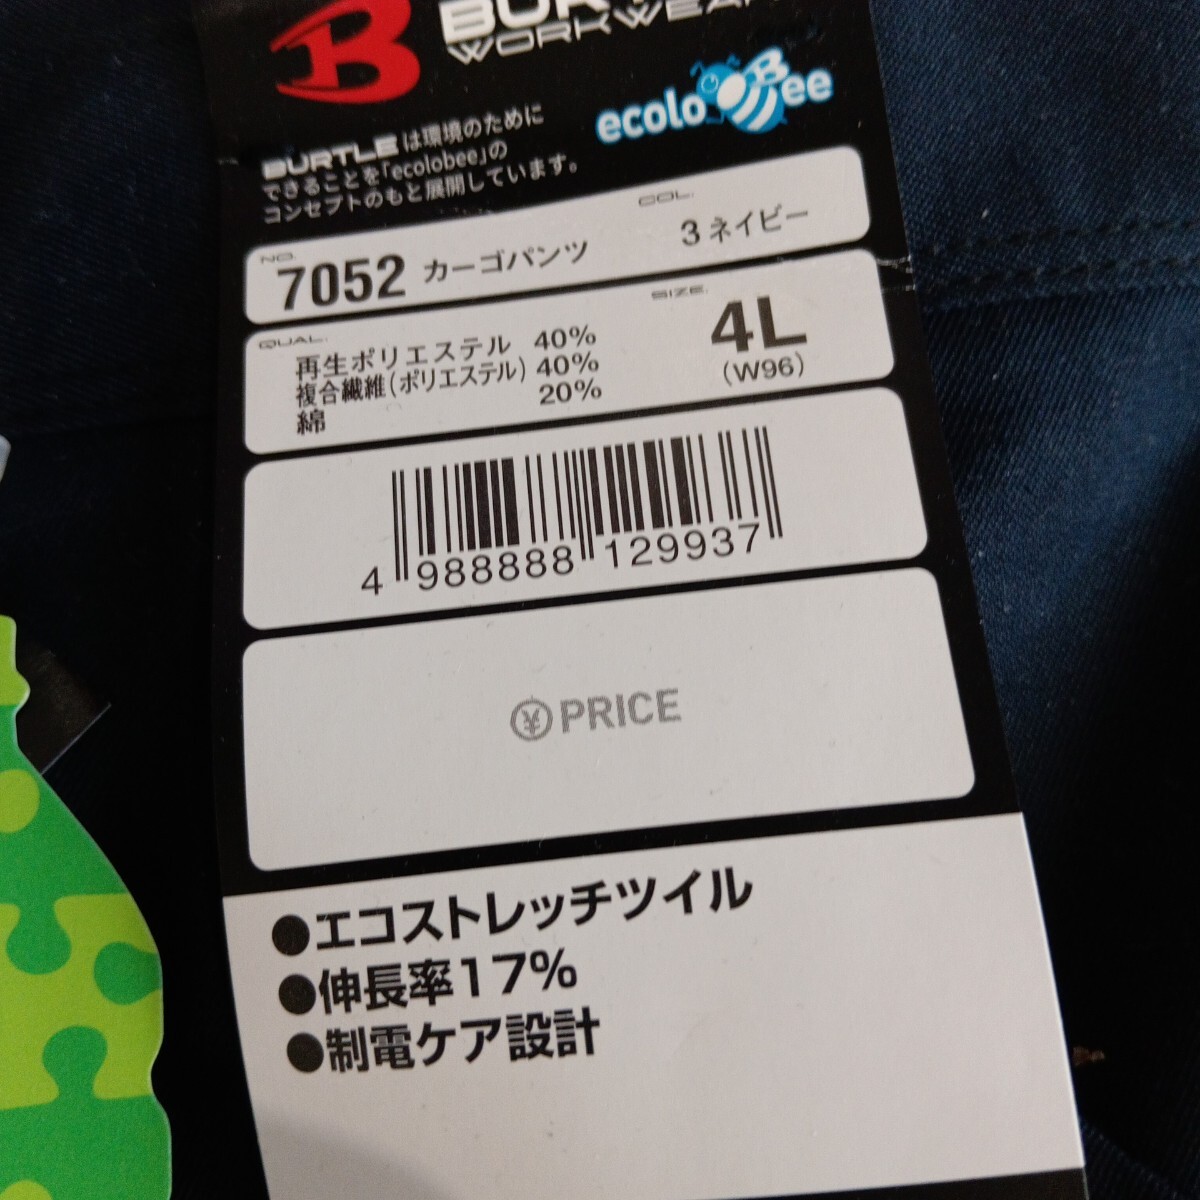 WORKWEAR
ecoloBee
BURTLEは環境のために
できることを「ecolobee」の
コンセプトのもと展開しています。
NO.
7052 カーゴパンツ
COL.
3 ネイビー
QUAL.
再生ポリエステル 40%
複合繊維(ポリエステル) 40%
綿 20%
SIZE.
4L
(W96)
4 988888 129937
¥PRICE
●エコストレッチツイル
●伸長率17%
●制電ケア設計